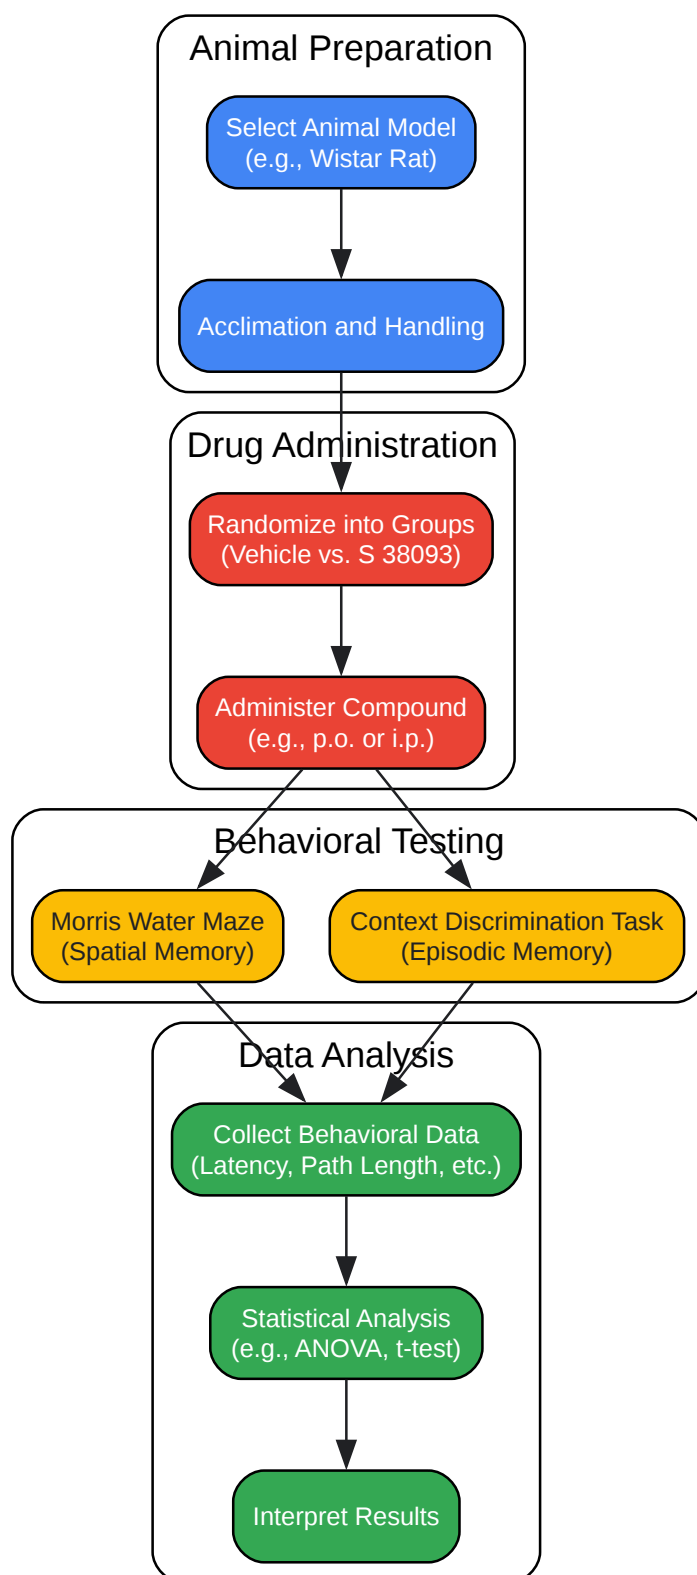 Animal Preparation
Select Animal Model
(e.g., Wistar Rat)
Acclimation and Handling
Drug Administration
Randomize into Groups
(Vehicle vs. S 38093)
Administer Compound
(e.g., p.o. or i.p.)
Behavioral Testing
Morris Water Maze
(Spatial Memory)
Context Discrimination Task
(Episodic Memory)
Data Analysis
Collect Behavioral Data
(Latency, Path Length, etc.)
Statistical Analysis
(e.g., ANOVA, t-test)
Interpret Results